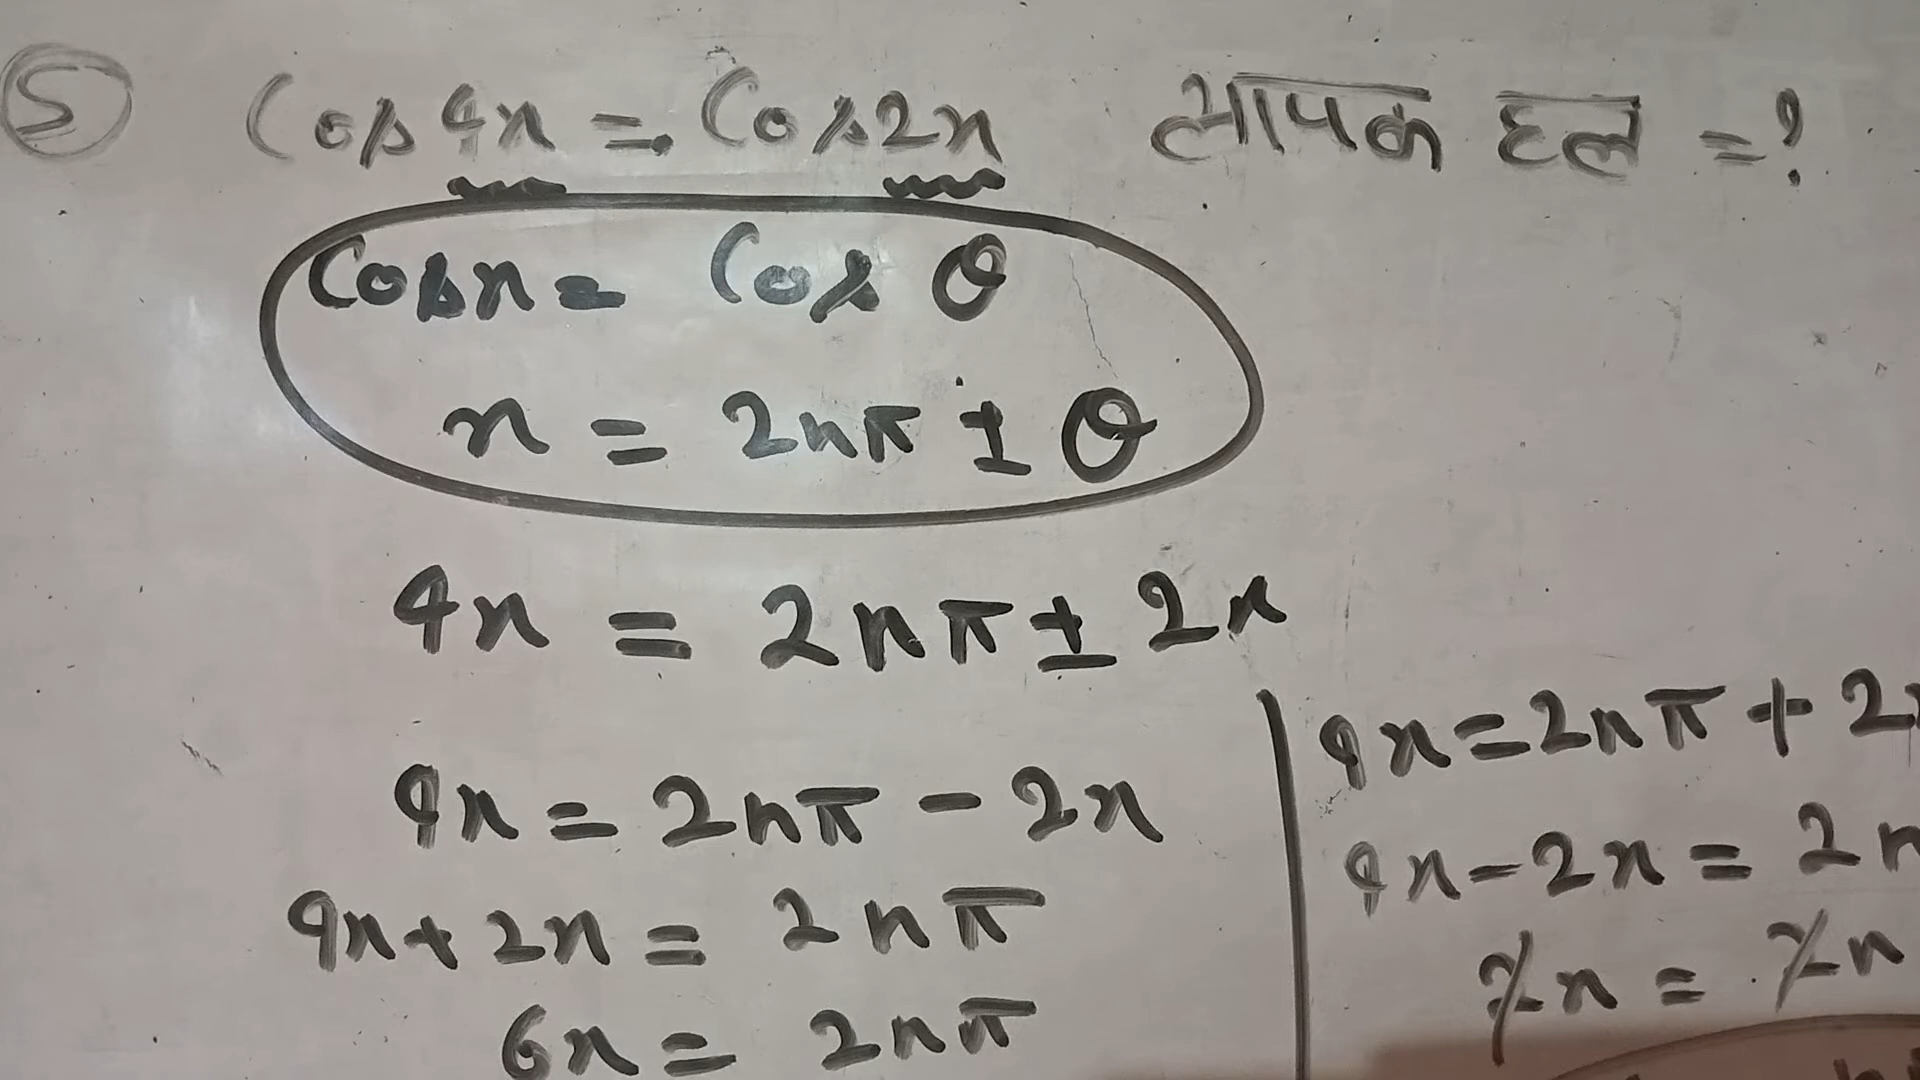 5 Cos 4x = Cos 2x व्यापक हल = ?
Cos x = Cos θ
x = 2nπ ± θ
4x = 2nπ ± 2x
4x = 2nπ - 2x
4x + 2x = 2nπ
6x = 2nπ
4x = 2nπ + 2x
4x - 2x = 2n
2x = 2n